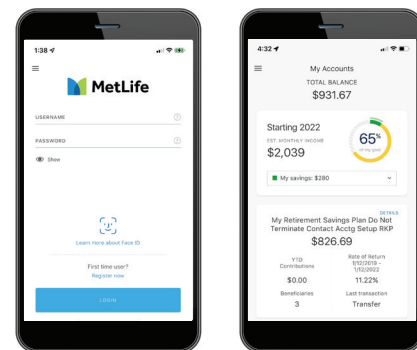 1:38
MetLife
USERNAME
PASSWORD
Show
Learn more about Face ID
First time user?
Register now
LOGIN
4:32
My Accounts
TOTAL BALANCE
$931.67
Starting 2022
EST. MONTHLY INCOME
$2,039
65%
of my goal
My savings: $280
DETAILS
My Retirement Savings Plan Do Not
Terminate Contact Acctg Setup RKP
$826.69
YTD
Contributions
$0.00
Rate of Return
1/12/2019 -
1/12/2022
11.22%
Beneficiaries
3
Last transaction
Transfer